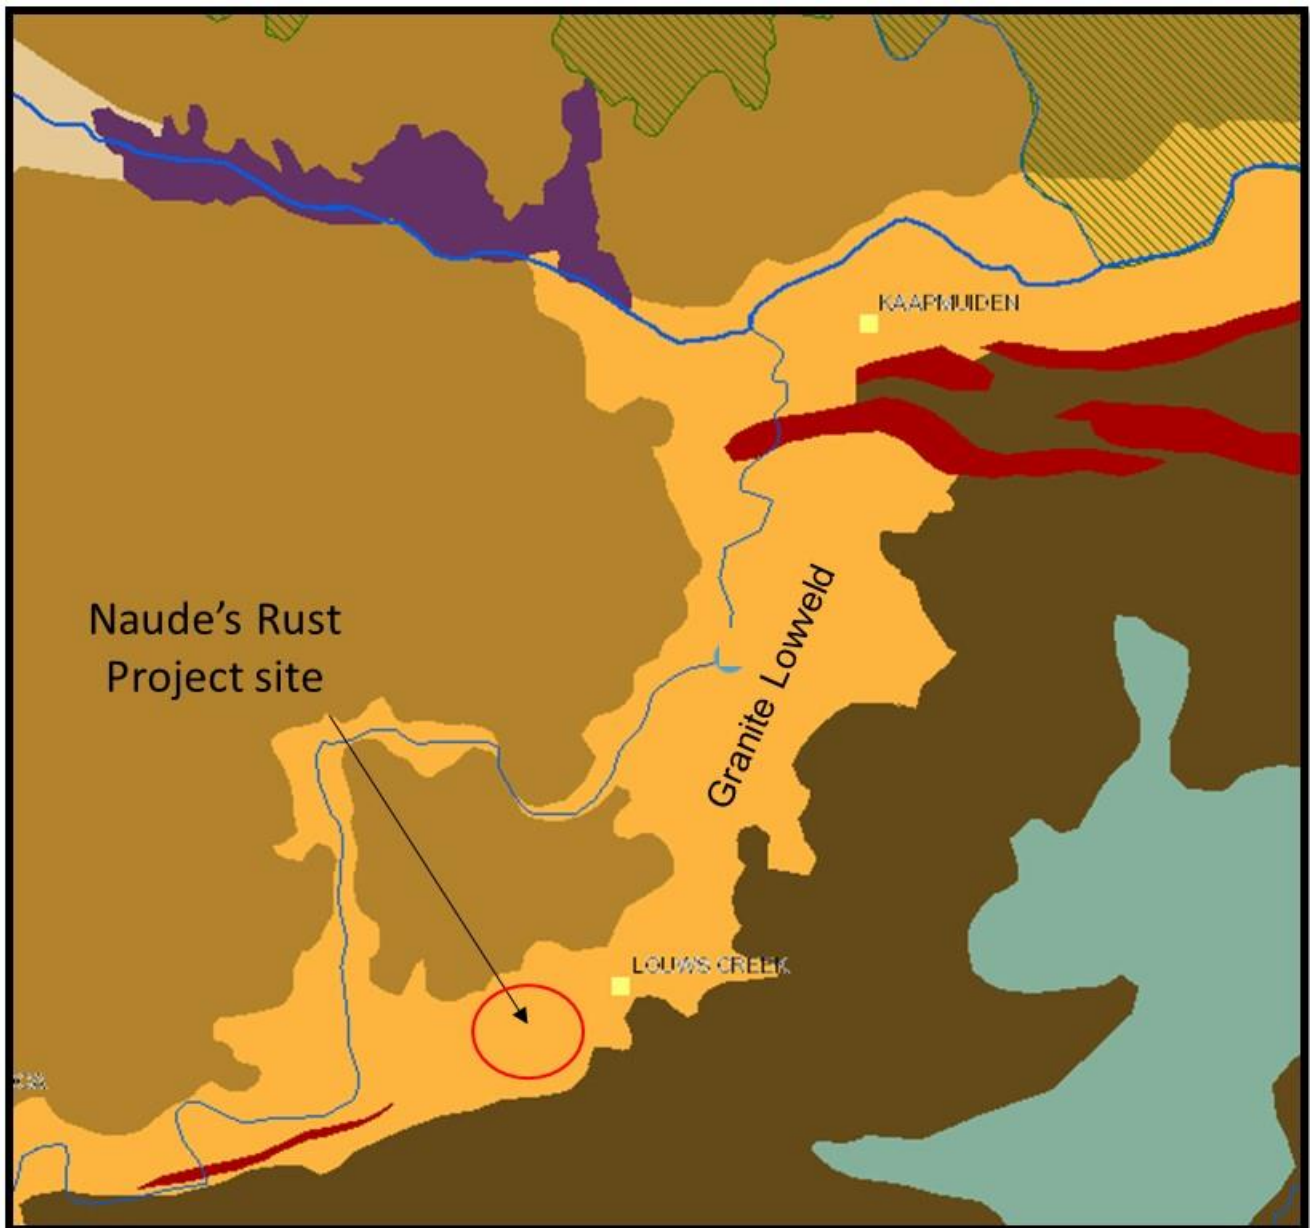 KAAPMUIDEN
Naude's Rust
Project site
Granite Lowveld
LOUWS CREEK